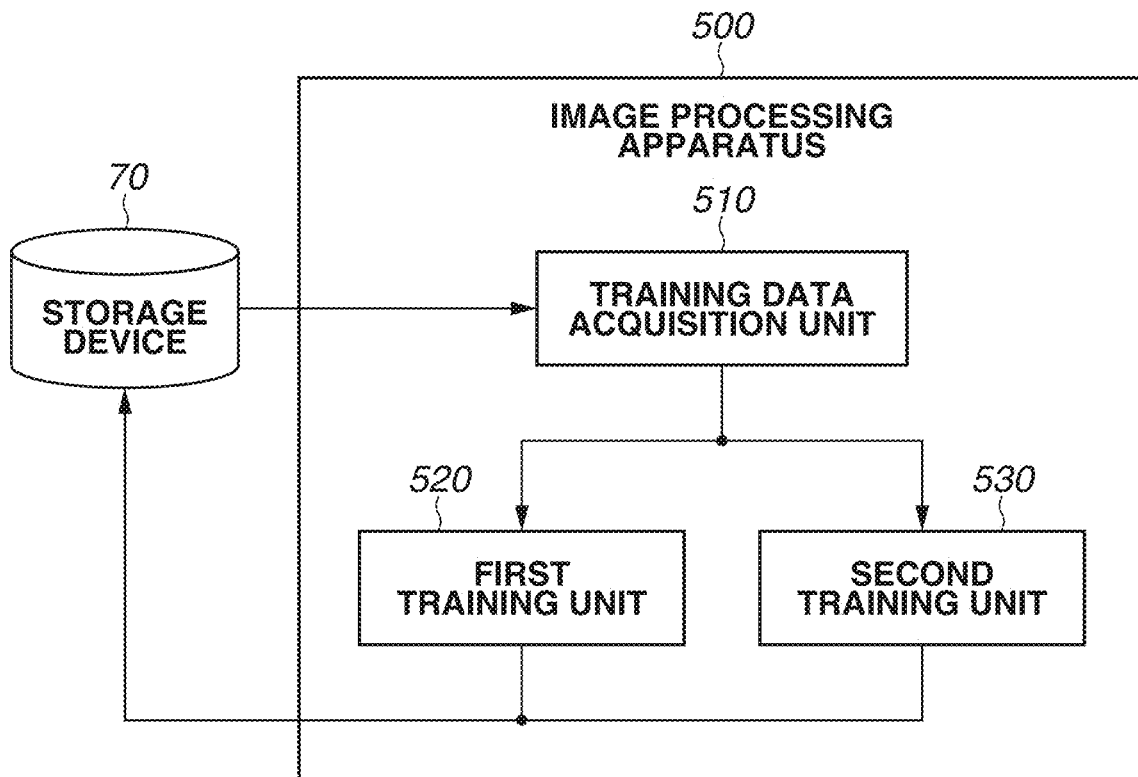 500
IMAGE PROCESSING
APPARATUS
70
STORAGE
DEVICE
510
TRAINING DATA
ACQUISITION UNIT
520
FIRST
TRAINING UNIT
530
SECOND
TRAINING UNIT